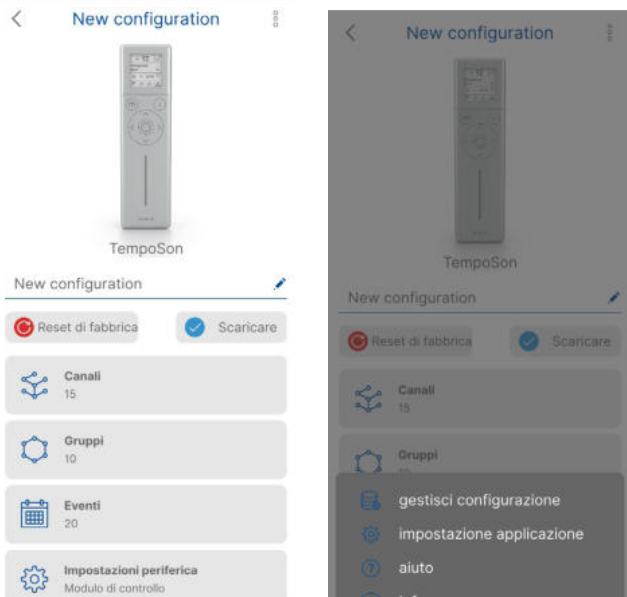 New configuration
TempoSon
New configuration
Reset di fabbrica
Scaricare
Canali
15
Gruppi
10
Eventi
20
Impostazioni periferica
Modulo di controllo
New configuration
TempoSon
New configuration
Reset di fabbrica
Scaricare
Canali
15
Gruppi
gestisci configurazione
impostazione applicazione
aiuto